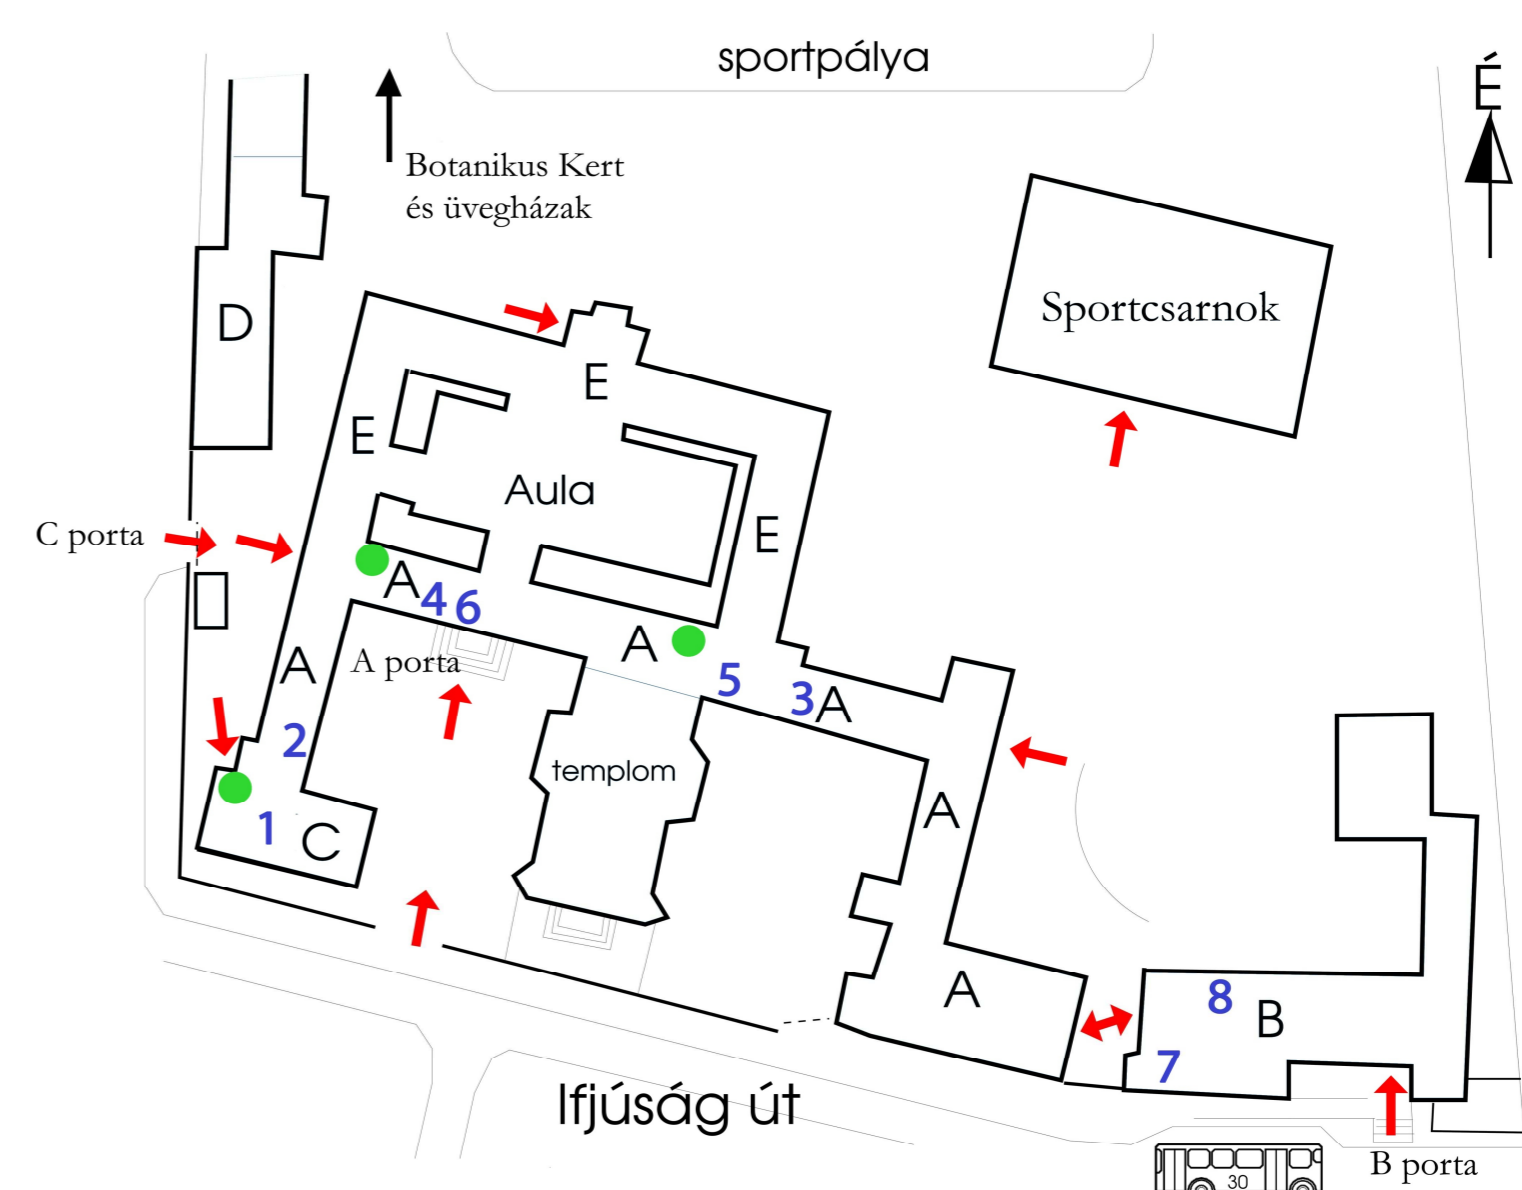 sportpálya
É
Botanikus Kert
és üvegházak
Sportcsarnok
D
E
E
Aula
E
C porta
A
4
6
A
A porta
A
5
3
A
2
templom
1
C
A
A
8
B
7
Ifjúság út
B porta
30